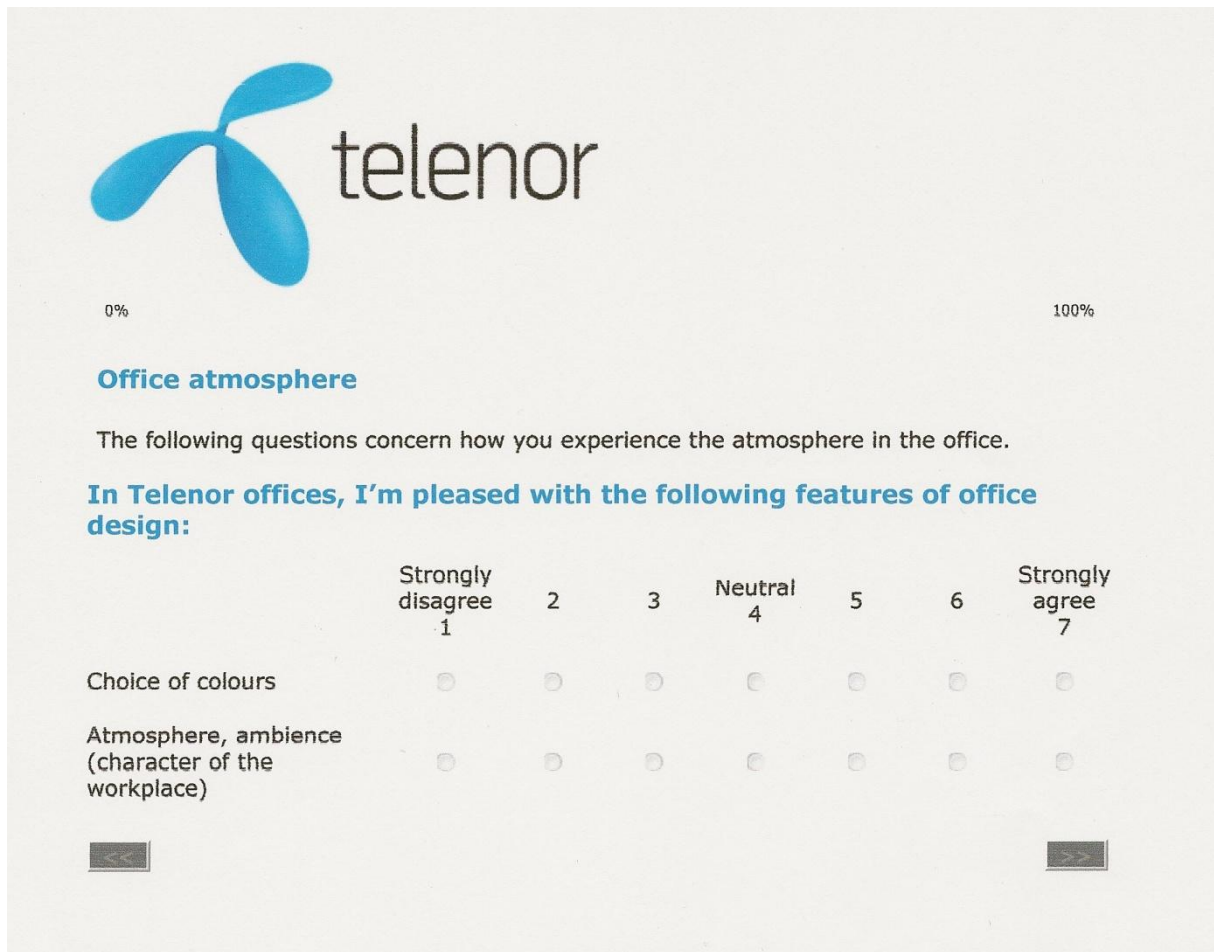 telenor
0% 100%
Office atmosphere
The following questions concern how you experience the atmosphere in the office.
In Telenor offices, I'm pleased with the following features of office
design:
Strongly disagree 1 2 3 Neutral 4 5 6 Strongly agree 7
Choice of colours
Atmosphere, ambience
(character of the
workplace)
<< >>